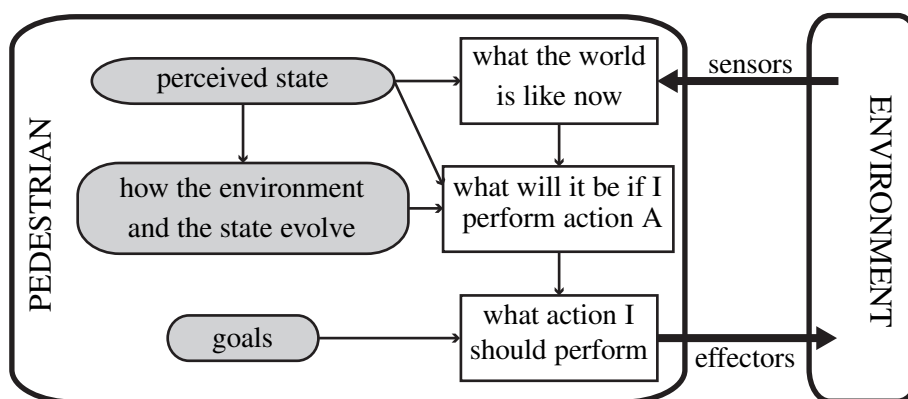 PEDESTRIAN
perceived state
what the world
is like now
sensors
how the environment
and the state evolve
what will it be if I
perform action A
goals
what action I
should perform
effectors
ENVIRONMENT